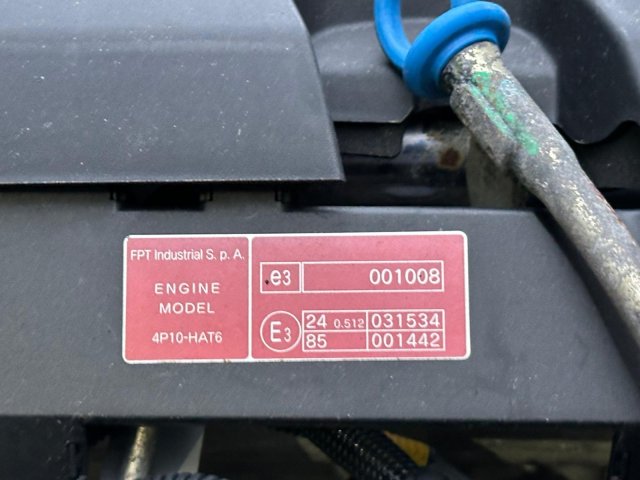 FPT Industrial S. p. A.
ENGINE
MODEL
4P10-HAT6
e3 001008
E3
24 0.512 031534
85 001442